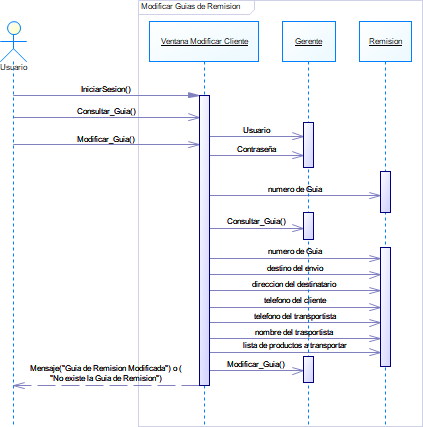 Modificar Guias de Remision
Ventana Modificar Cliente
Gerente
Remision
Usuario
IniciarSesion
Consultar_Guia()
Usuario
Modificar_Guia()
Contraseña
numero de Guia
Consultar_Guia()
numero de Guia
destino del envio
direccion del destinatario
telefono del cliente
telefono del transportista
nombre del trasportista
lista de productos a transportar
Modificar_Guia()
Mensaje("Guia de Remision Modificada") o (
"No existe la Guia de Remision")